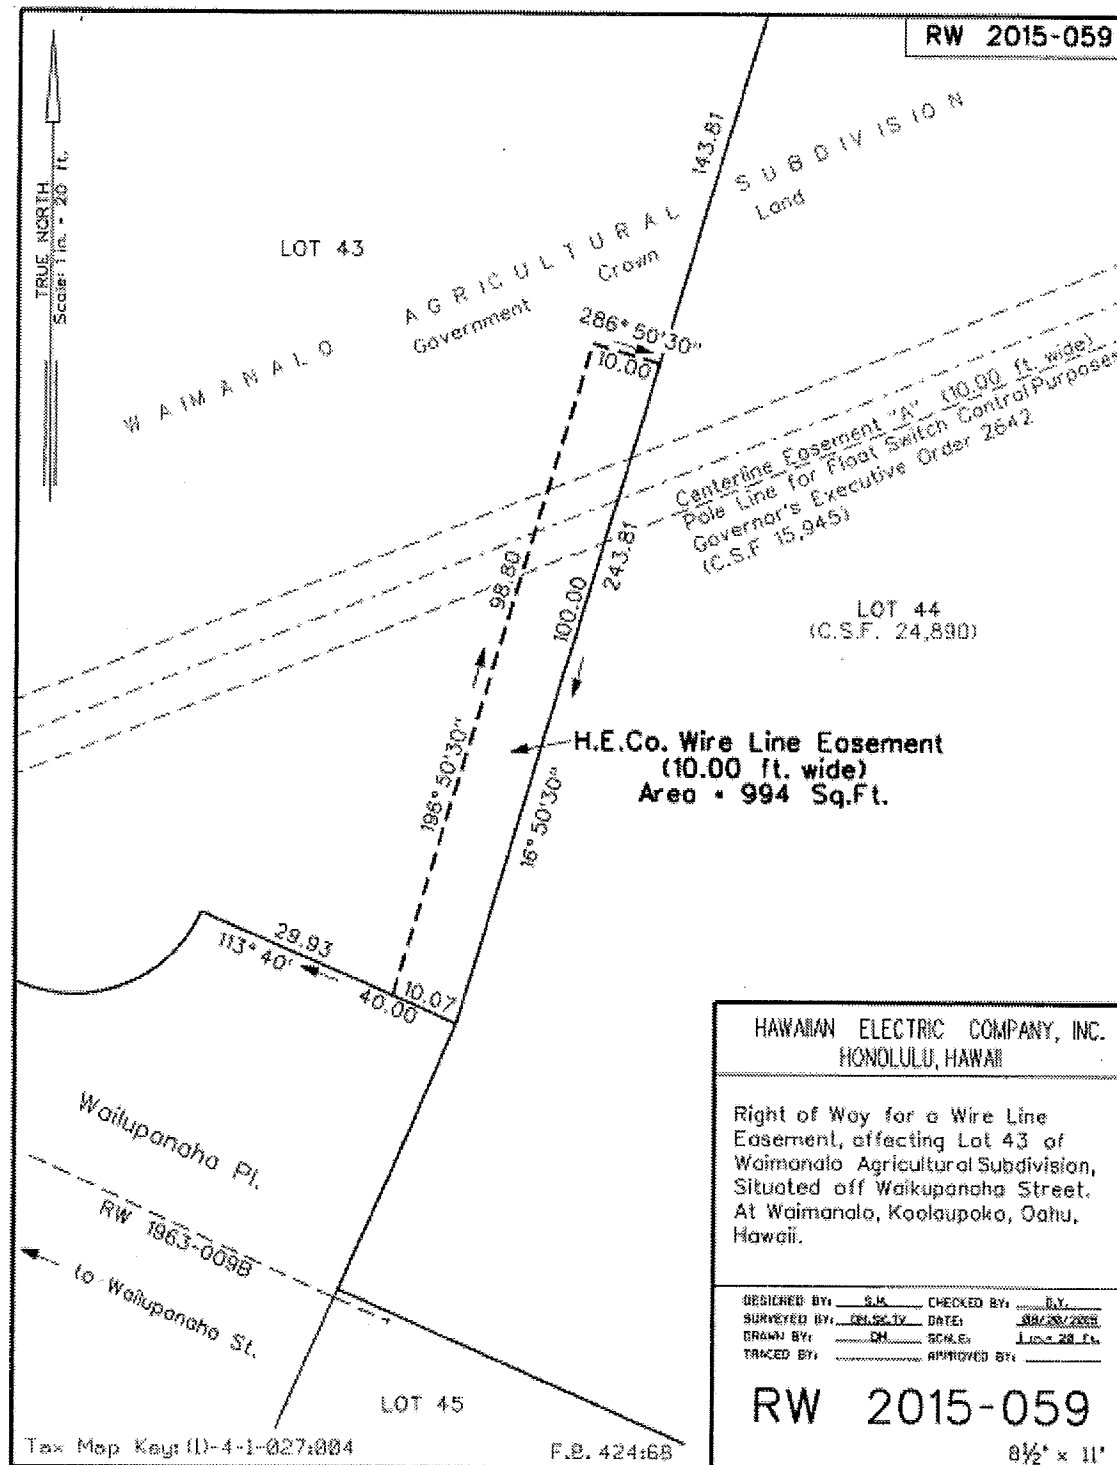 RW 2015-059
TRUE NORTH
Scale: 1 in. = 20 ft.
143.81
WAIMANALO AGRICULTURAL SUBDIVISION
Government Crown Land
LOT 43
286° 50'30"
10.00
Centerline Easement "A" (10.00 ft. wide)
Pole Line for Float Switch Control Purposes
Governor's Executive Order 2642
(C.S.F. 15,945)
98.80
100.00
243.81
LOT 44
(C.S.F. 24,890)
H.E.Co. Wire Line Easement
(10.00 ft. wide)
Area = 994 Sq.Ft.
196° 50'30"
16° 50'30"
29.93
113° 40'
10.07
40.00
Wailupanaha Pl.
RW 1963-009B
to Wailupanaha St.
LOT 45
Tax Map Key: (1)-4-1-027:004
F.B. 424:68
HAWAIIAN ELECTRIC COMPANY, INC.
HONOLULU, HAWAII
Right of Way for a Wire Line
Easement, affecting Lot 43 of
Waimanalo Agricultural Subdivision,
Situated off Waikupanaha Street.
At Waimanalo, Koolaupoko, Oahu,
Hawaii.
DESIGNED BY: S.M. CHECKED BY:
SURVEYED BY: DATE:
DRAWN BY: DH SCALE: 1 in.= 20 ft.
TRACED BY: APPROVED BY:
RW 2015-059
8½" x 11"